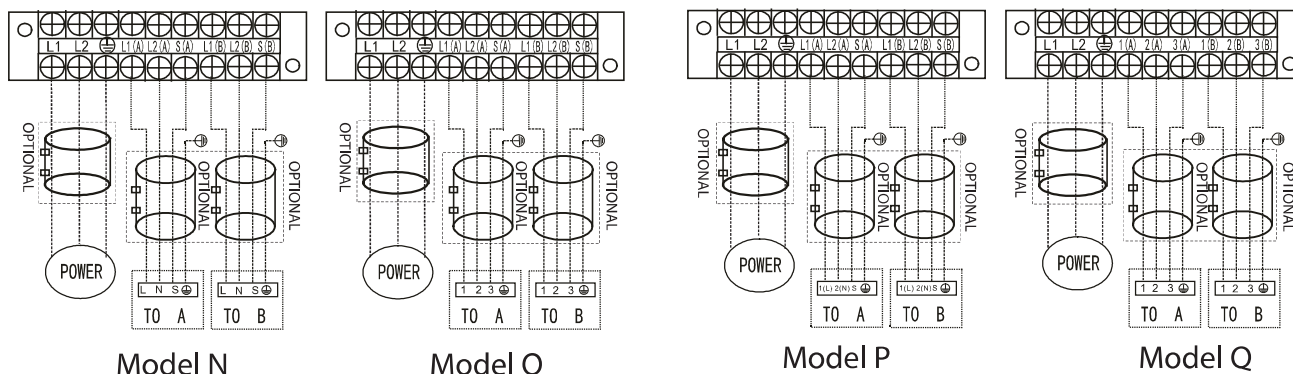 L1 L2 L1(A) L2(A) S(A) L1(B) L2(B) S(B)
OPTIONAL
OPTIONAL
OPTIONAL
POWER
L N S
L N S
TO A
TO B
Model N
L1 L2 L1(A) L2(A) S(A) L1(B) L2(B) S(B)
OPTIONAL
OPTIONAL
OPTIONAL
POWER
1 2 3
1 2 3
TO A
TO B
Model O
L1 L2 L1(A) L2(A) S(A) L1(B) L2(B) S(B)
OPTIONAL
OPTIONAL
OPTIONAL
POWER
1(L) 2(N) S
1(L) 2(N) S
TO A
TO B
Model P
L1 L2 1(A) 2(A) 3(A) 1(B) 2(B) 3(B)
OPTIONAL
OPTIONAL
OPTIONAL
POWER
1 2 3
1 2 3
TO A
TO B
Model Q